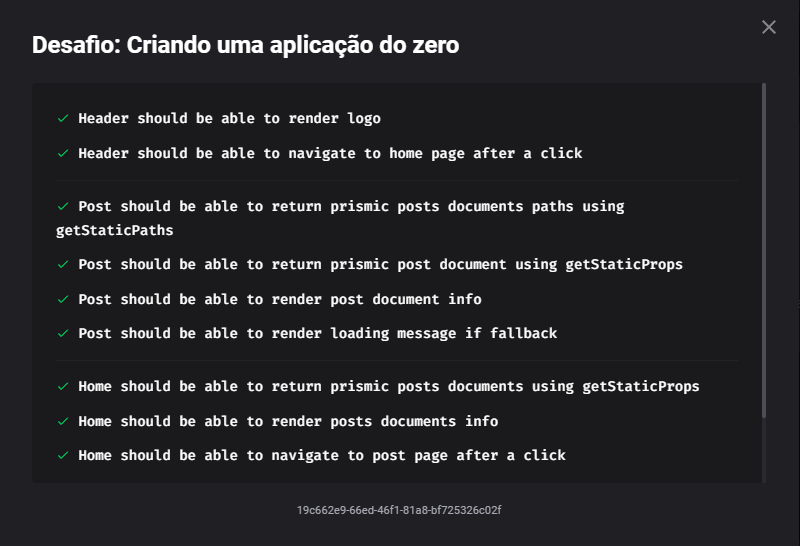 Desafio: Criando uma aplicação do zero
✓ Header should be able to render logo
✓ Header should be able to navigate to home page after a click
✓ Post should be able to return prismic posts documents paths using
getStaticPaths
✓ Post should be able to return prismic post document using getStaticProps
✓ Post should be able to render post document info
✓ Post should be able to render loading message if fallback
✓ Home should be able to return prismic posts documents using getStaticProps
✓ Home should be able to render posts documents info
✓ Home should be able to navigate to post page after a click
19c662e9-66ed-46f1-81a8-bf725326c02f